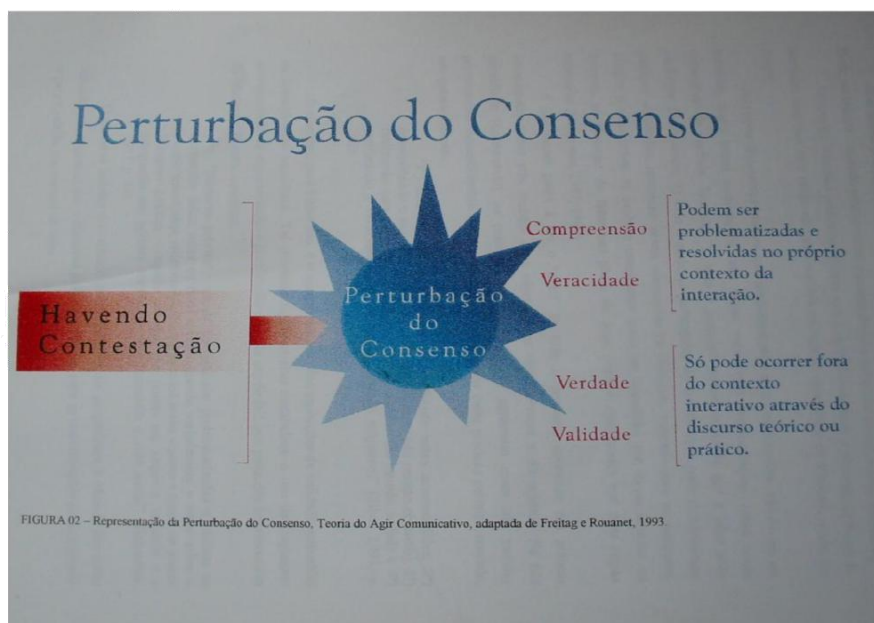 Perturbação do Consenso
Havendo
Contestação
Perturbação
do
Consenso
Compreensão
Veracidade
Podem ser
problematizadas e
resolvidas no próprio
contexto da
interação.
Verdade
Validade
Só pode ocorrer fora
do contexto
interativo através do
discurso teórico ou
prático.
FIGURA 02 – Representação da Perturbação do Consenso, Teoria do Agir Comunicativo, adaptada de Freitag e Rouanet, 1993.